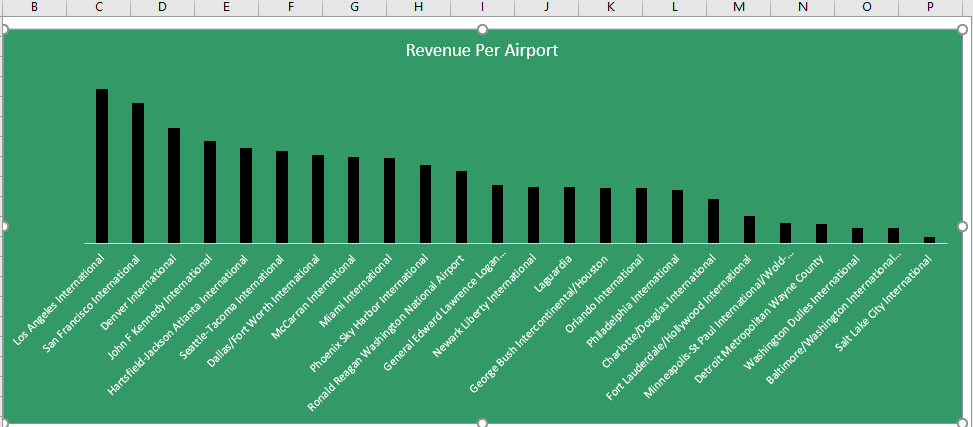 B C D E F G H I J K L M N O P
Revenue Per Airport
Los Angeles International
San Francisco International
Denver International
John F Kennedy International
Hartsfield-Jackson Atlanta International
Seattle-Tacoma International
Dallas/Fort Worth International
McCarran International
Miami International
Phoenix Sky Harbor International
Ronald Reagan Washington National Airport
General Edward Lawrence Logan...
Newark Liberty International
Laguardia
George Bush Intercontinental/Houston
Orlando International
Philadelphia International
Charlotte/Douglas International
Fort Lauderdale/Hollywood International
Minneapolis-St Paul International/Wold-...
Detroit Metropolitan Wayne County
Washington Dulles International
Baltimore/Washington International...
Salt Lake City International